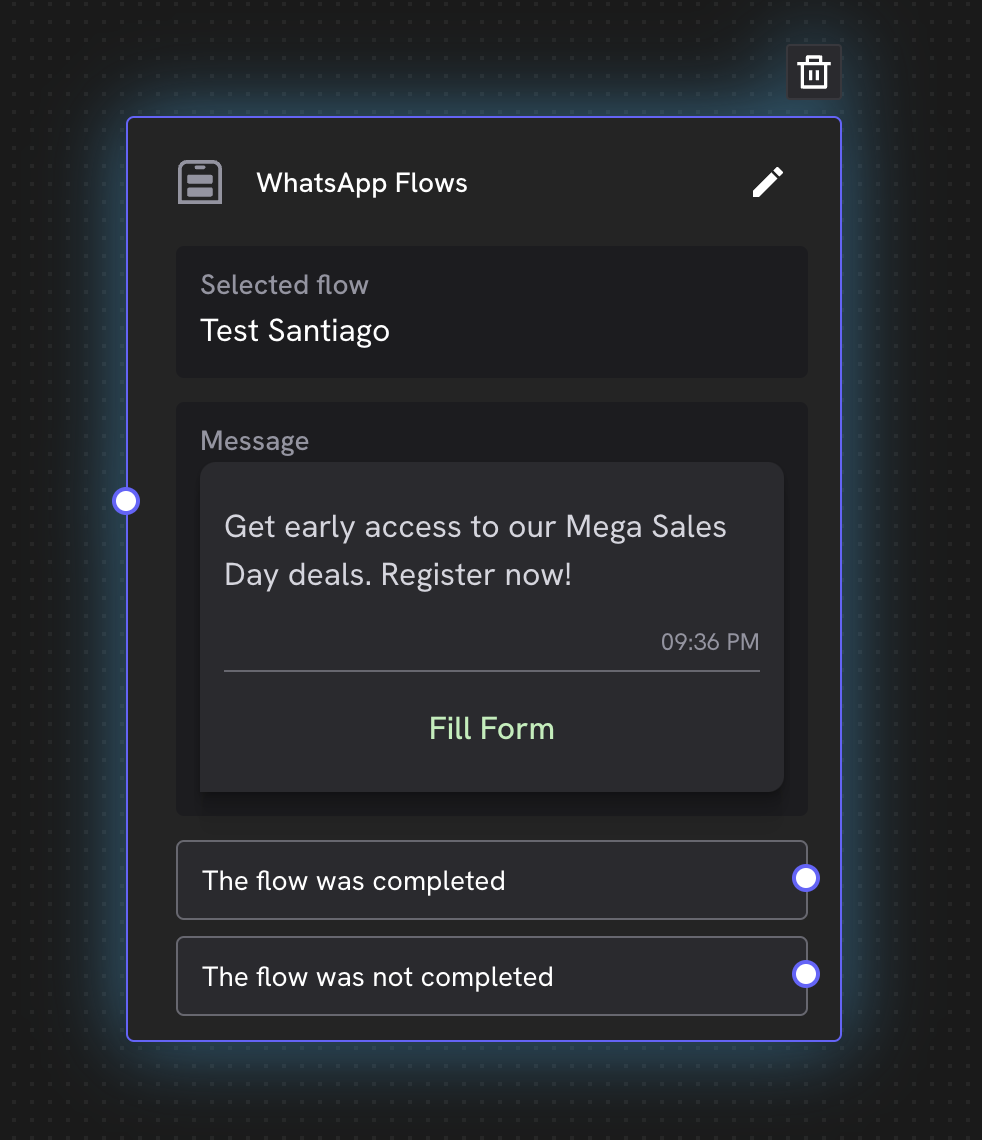 WhatsApp Flows
Selected flow
Test Santiago
Message
Get early access to our Mega Sales
Day deals. Register now!
09:36 PM
Fill Form
The flow was completed
The flow was not completed